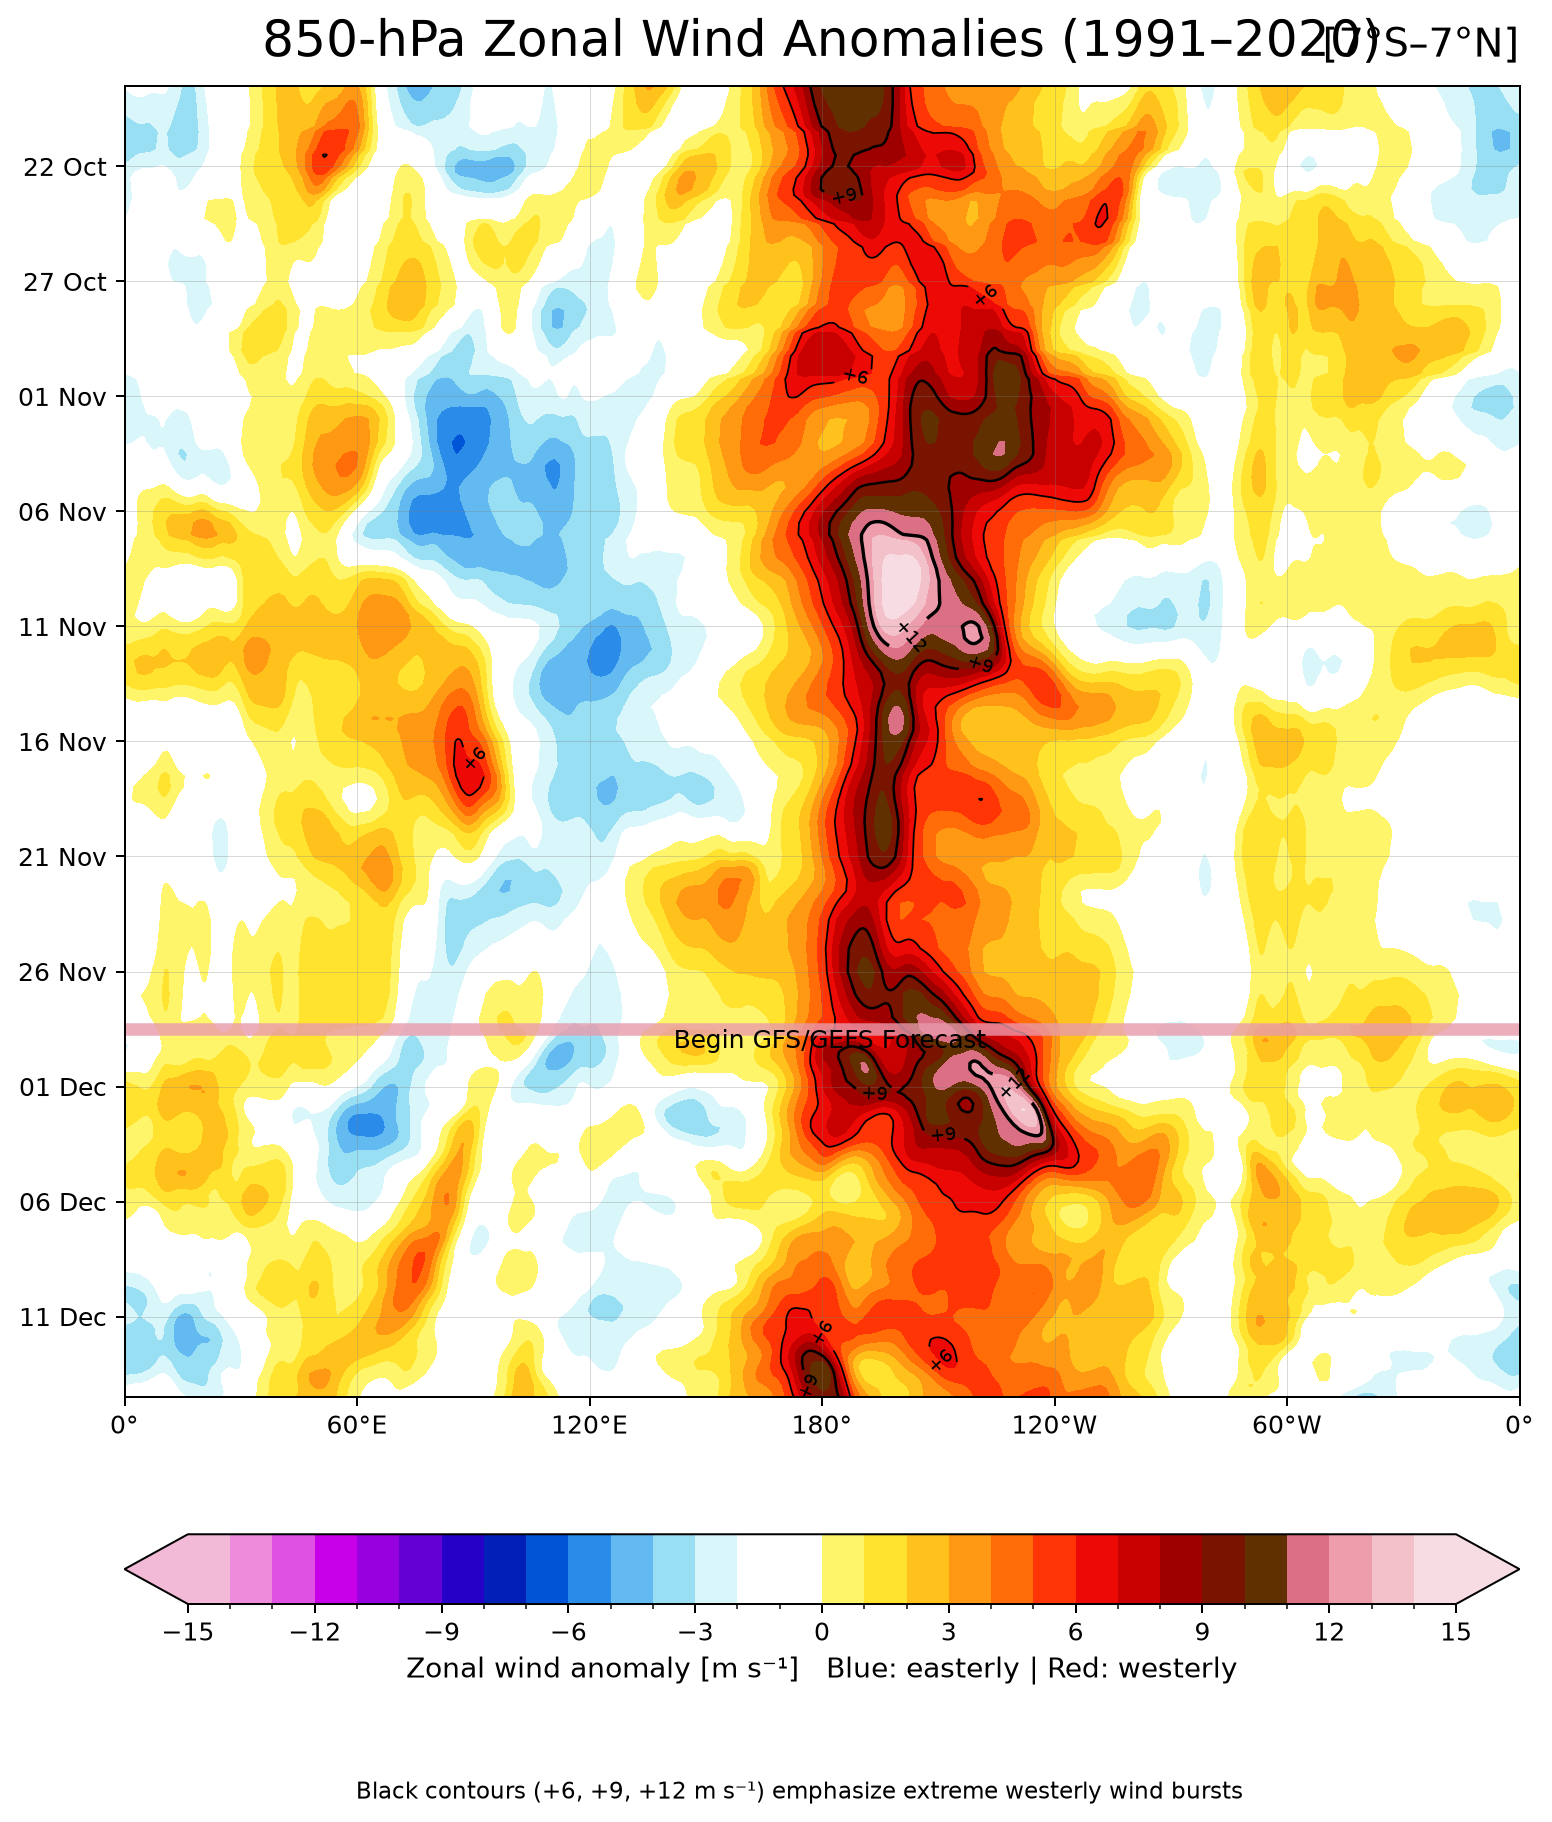 850-hPa Zonal Wind Anomalies (1991–2020)
[7°S–7°N]
22 Oct
27 Oct
01 Nov
06 Nov
11 Nov
16 Nov
21 Nov
26 Nov
01 Dec
06 Dec
11 Dec
+9
+6
+6
+12
+9
+6
Begin GFS/GEFS Forecast
+12
+9
+9
+6
+6
+9
0°
60°E
120°E
180°
120°W
60°W
0°
−15
−12
−9
−6
−3
0
3
6
9
12
15
Zonal wind anomaly [m s⁻¹]   Blue: easterly | Red: westerly
Black contours (+6, +9, +12 m s⁻¹) emphasize extreme westerly wind bursts